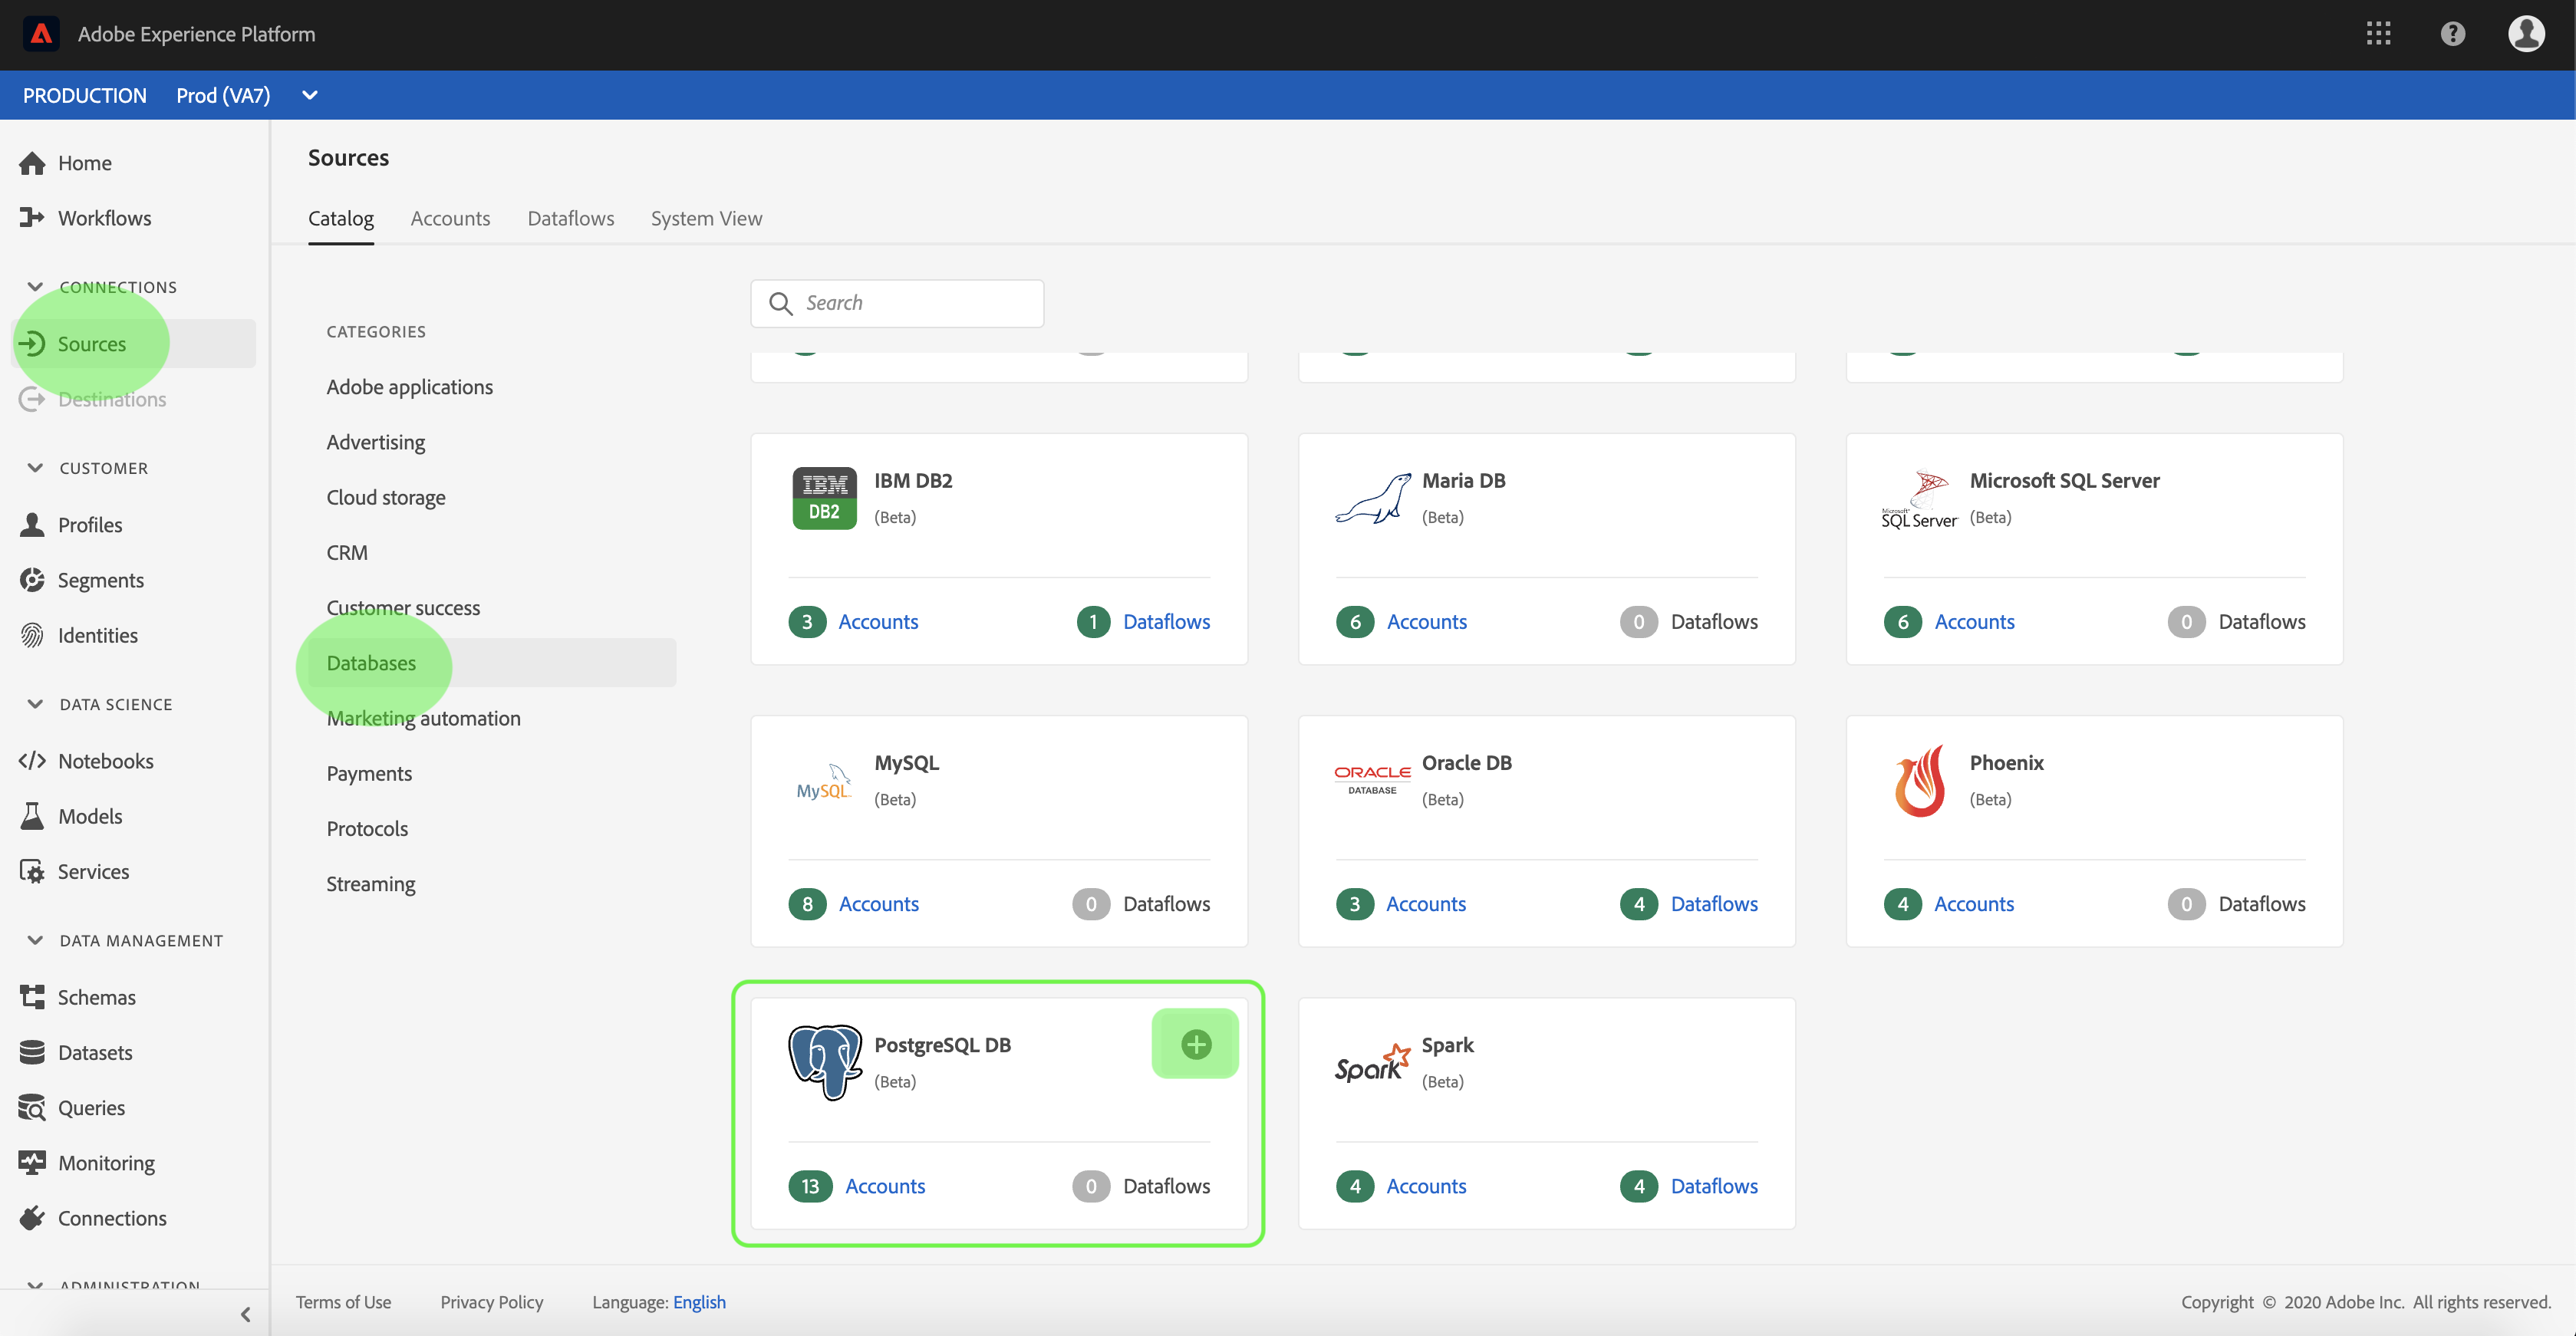 Adobe Experience Platform
PRODUCTION Prod (VA7)
Home
Workflows
CONNECTIONS
Sources
Destinations
CUSTOMER
Profiles
Segments
Identities
DATA SCIENCE
Notebooks
Models
Services
DATA MANAGEMENT
Schemas
Datasets
Queries
Monitoring
Connections
ADMINISTRATION
Sources
Catalog Accounts Dataflows System View
CATEGORIES
Adobe applications
Advertising
Cloud storage
CRM
Customer success
Databases
Marketing automation
Payments
Protocols
Streaming
Search
IBM DB2
IBM DB2
(Beta)
3 Accounts 1 Dataflows
Maria DB
(Beta)
6 Accounts 0 Dataflows
Microsoft SQL Server
Microsoft SQL Server
(Beta)
6 Accounts 0 Dataflows
MySQL
MySQL
(Beta)
8 Accounts 0 Dataflows
ORACLE DATABASE
Oracle DB
(Beta)
3 Accounts 4 Dataflows
Phoenix
(Beta)
4 Accounts 0 Dataflows
PostgreSQL DB
(Beta)
13 Accounts 0 Dataflows
Spark
Spark
(Beta)
4 Accounts 4 Dataflows
Terms of Use Privacy Policy Language: English
Copyright © 2020 Adobe Inc. All rights reserved.